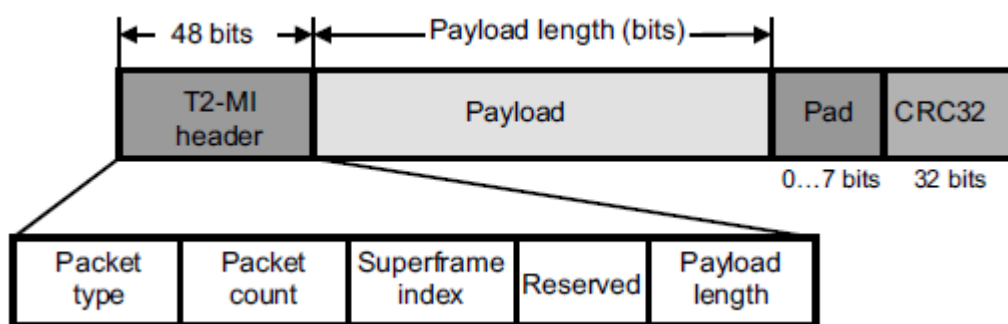 48 bits
Payload length (bits)
T2-MI
header
Payload
Pad
CRC32
0…7 bits
32 bits
Packet
type
Packet
count
Superframe
index
Reserved
Payload
length